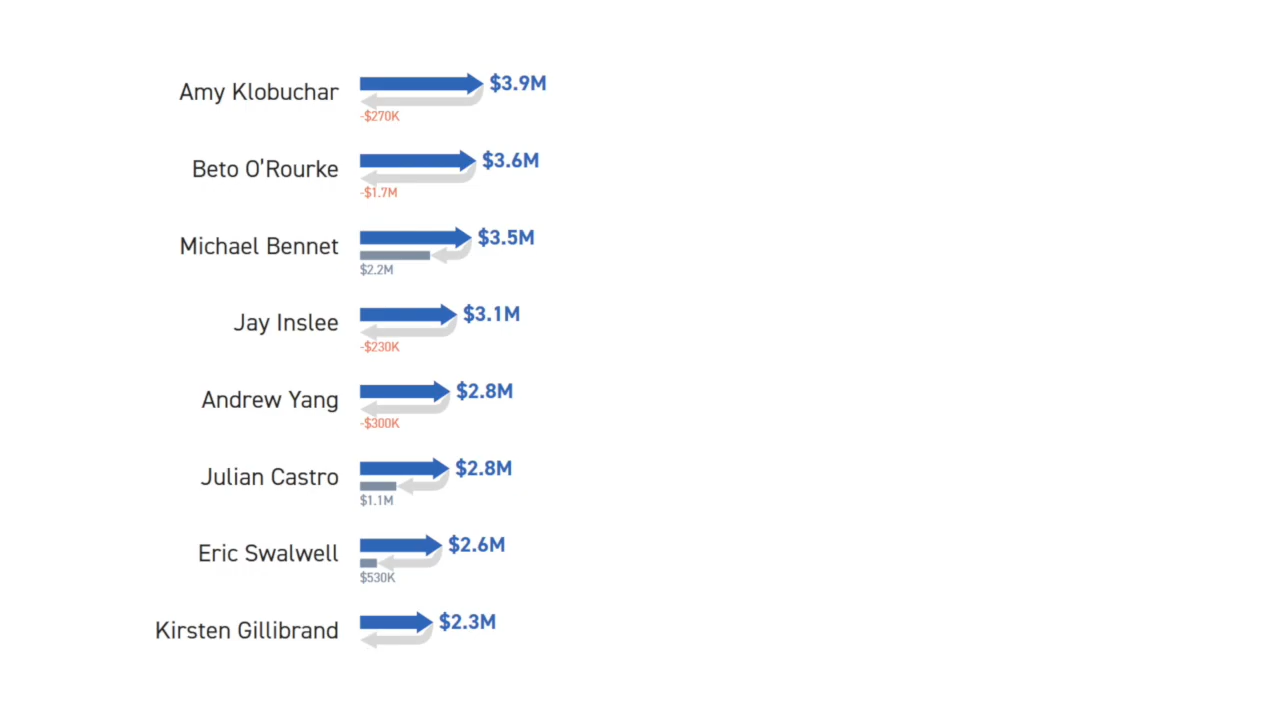 Amy Klobuchar
$3.9M
-$270K
Beto O'Rourke
$3.6M
-$1.7M
Michael Bennet
$3.5M
$2.2M
Jay Inslee
$3.1M
-$230K
Andrew Yang
$2.8M
-$300K
Julian Castro
$2.8M
$1.1M
Eric Swalwell
$2.6M
$530K
Kirsten Gillibrand
$2.3M